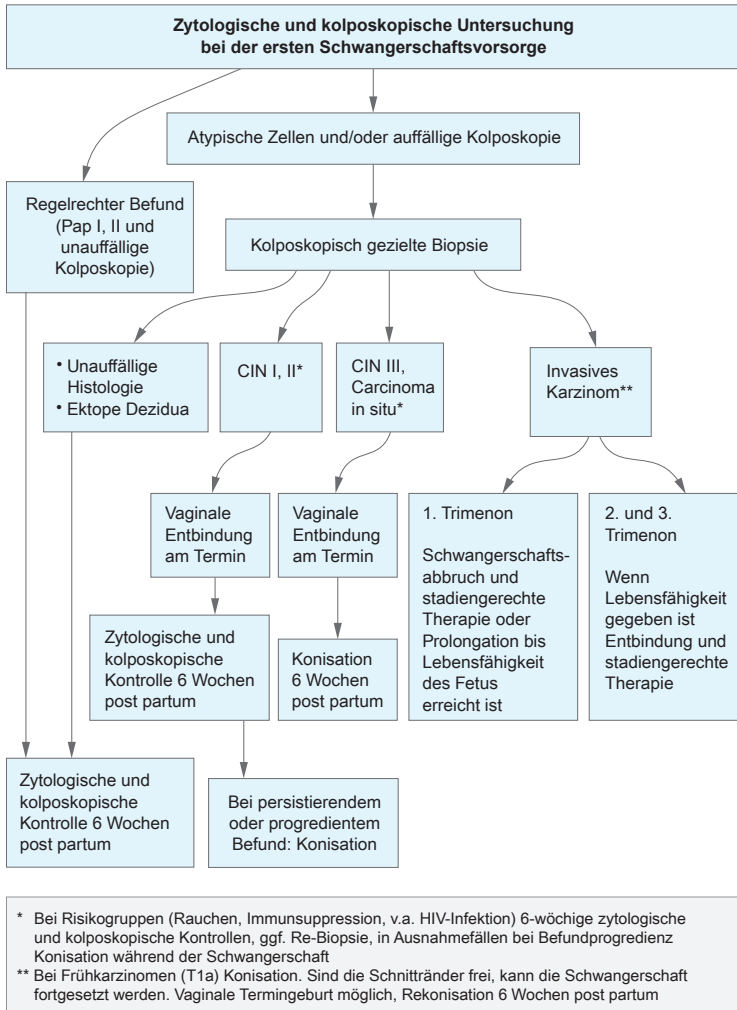 Zytologische und kolposkopische Untersuchung
bei der ersten Schwangerschaftsvorsorge
Atypische Zellen und/oder auffällige Kolposkopie
Regelrechter Befund
(Pap I, II und
unauffällige
Kolposkopie)
Kolposkopisch gezielte Biopsie
• Unauffällige
Histologie
• Ektope Dezidua
CIN I, II*
CIN III,
Carcinoma
in situ*
Invasives
Karzinom**
Vaginale
Entbindung
am Termin
Vaginale
Entbindung
am Termin
1. Trimenon
Schwangerschafts-
abbruch und
stadiengerechte
Therapie oder
Prolongation bis
Lebensfähigkeit
des Fetus
erreicht ist
2. und 3.
Trimenon
Wenn
Lebensfähigkeit
gegeben ist
Entbindung und
stadiengerechte
Therapie
Zytologische und
kolposkopische
Kontrolle 6 Wochen
post partum
Konisation
6 Wochen
post partum
Zytologische und
kolposkopische
Kontrolle 6 Wochen
post partum
Bei persistierendem
oder progredientem
Befund: Konisation
* Bei Risikogruppen (Rauchen, Immunsuppression, v.a. HIV-Infektion) 6-wöchige zytologische
und kolposkopische Kontrollen, ggf. Re-Biopsie, in Ausnahmefällen bei Befundprogredienz
Konisation während der Schwangerschaft
** Bei Frühkarzinomen (T1a) Konisation. Sind die Schnittränder frei, kann die Schwangerschaft
fortgesetzt werden. Vaginale Termingeburt möglich, Rekonisation 6 Wochen post partum